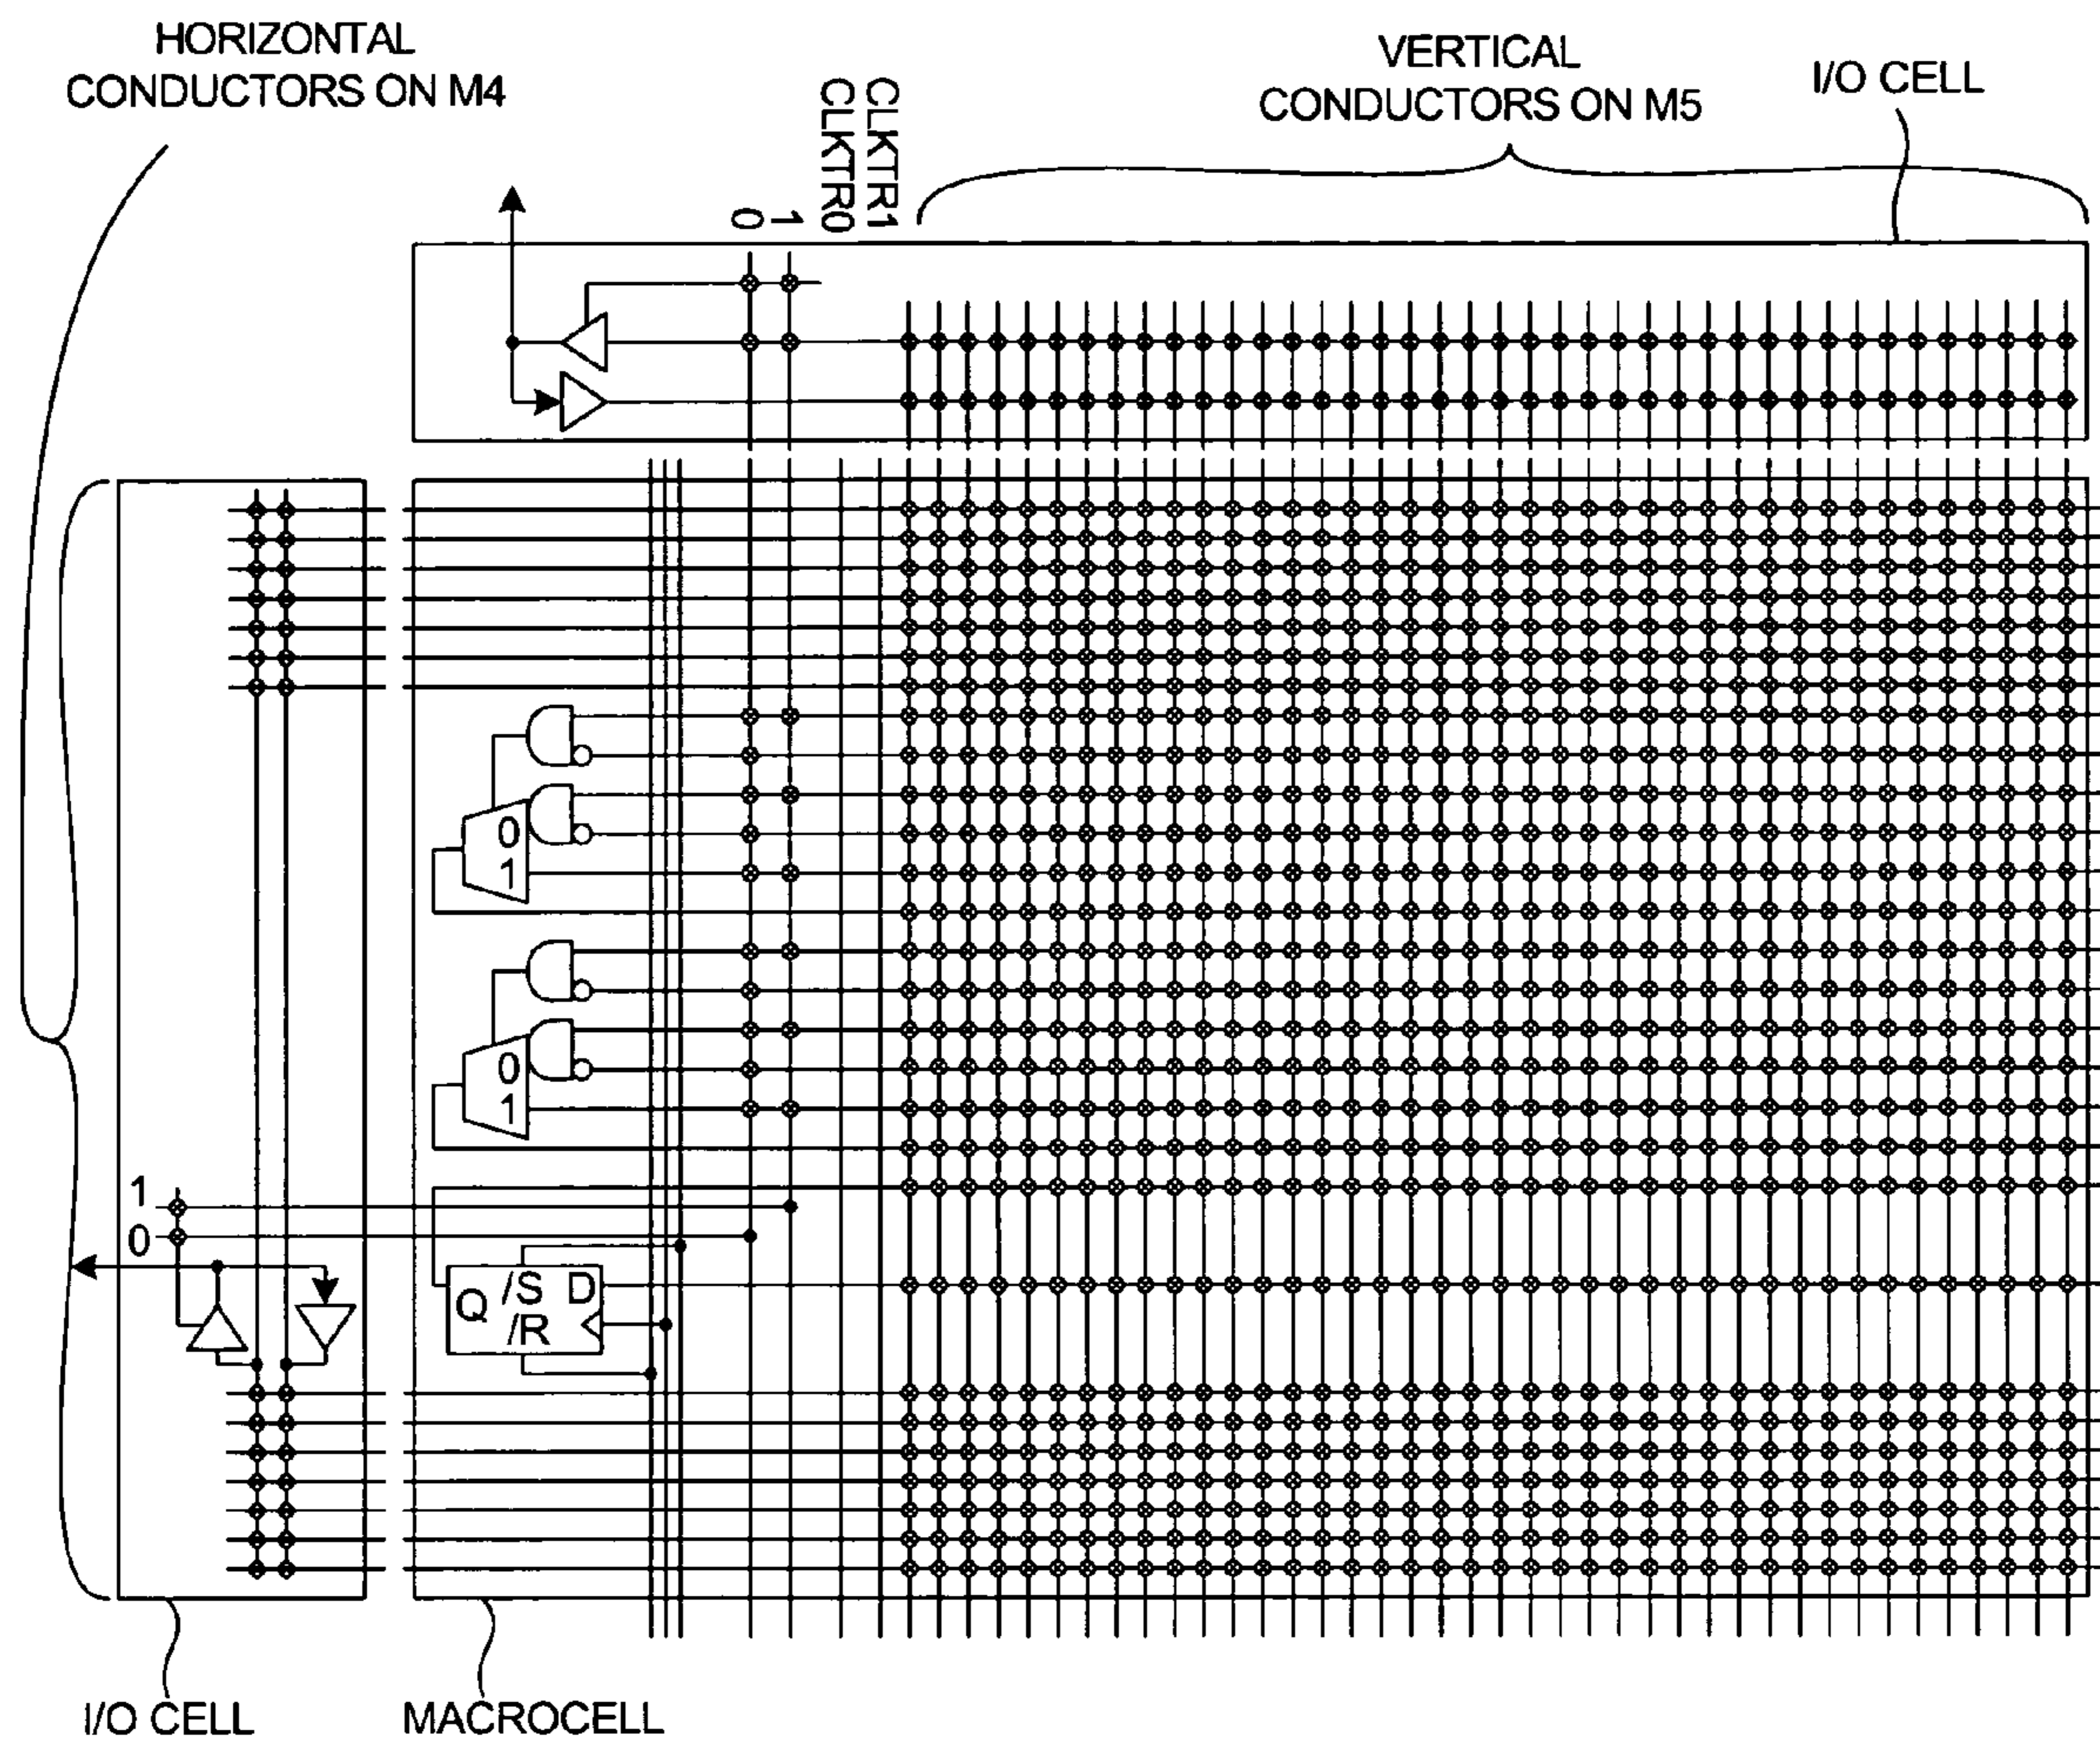 HORIZONTAL
CONDUCTORS ON M4
VERTICAL
CONDUCTORS ON M5
I/O CELL
0
1
CLKTR0
CLKTR1
0
1
0
1
1
0
Q
/S
D
/R
I/O CELL
MACROCELL